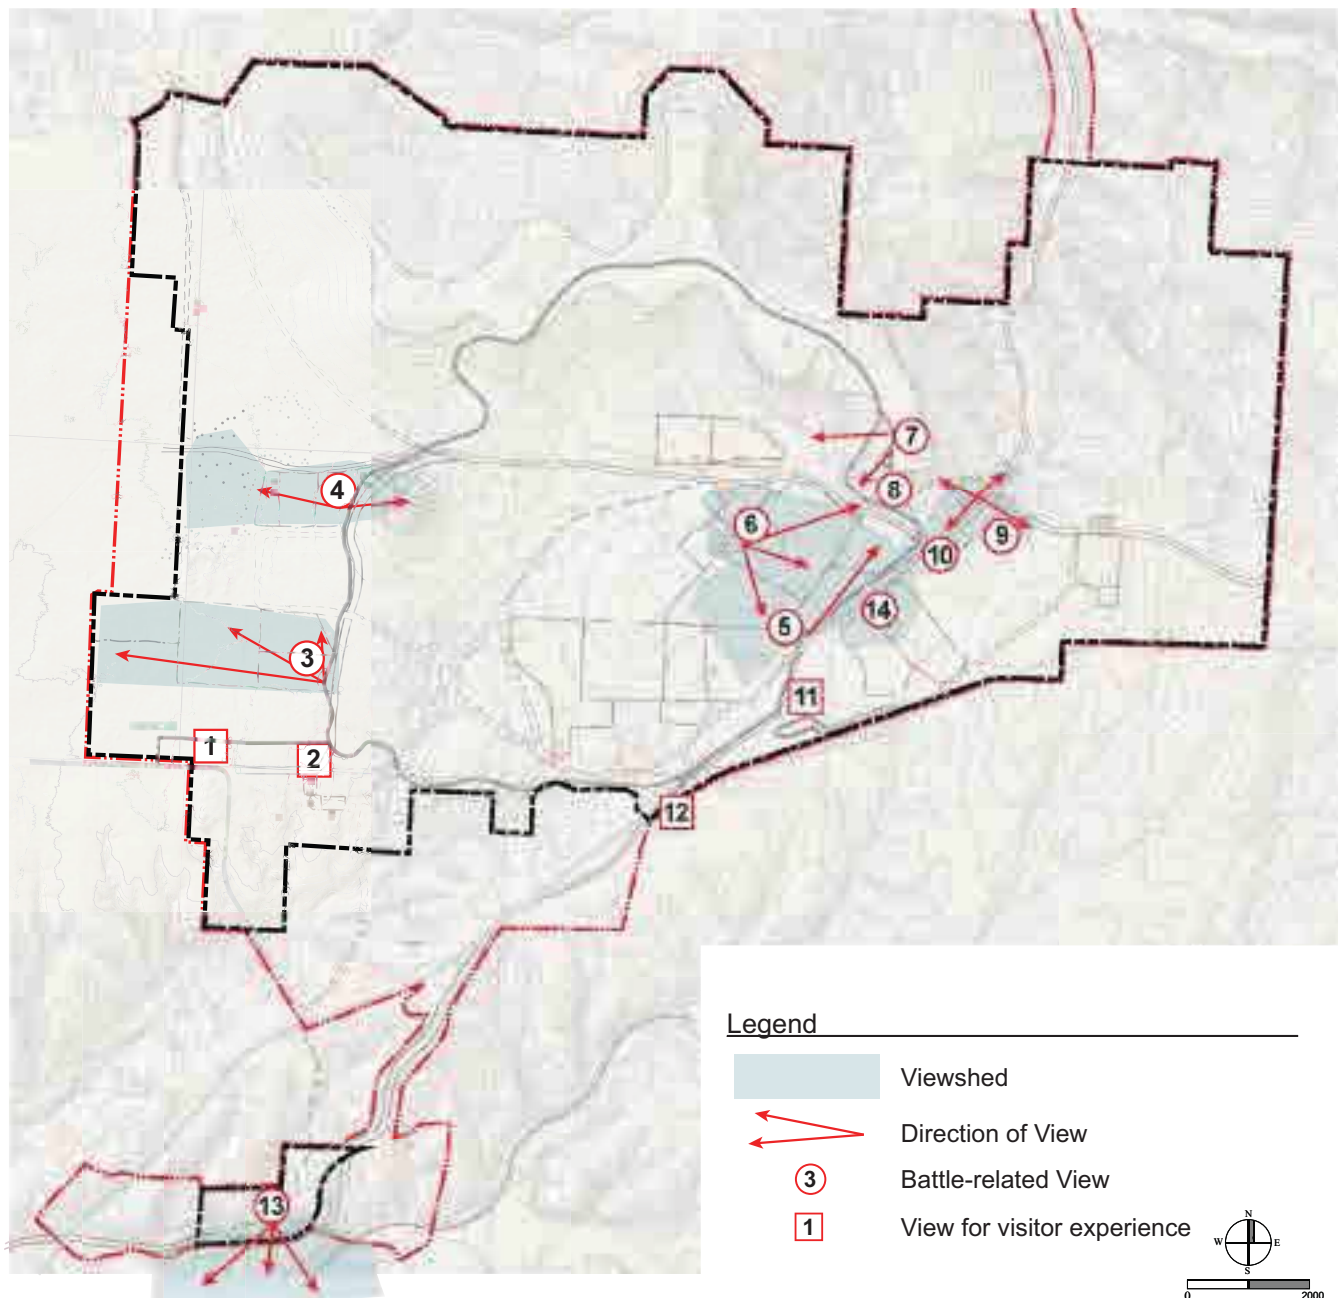 7
4
8
6
9
10
14
5
3
11
1
2
12
13
Legend
Viewshed
Direction of View
3 Battle-related View
1 View for visitor experience
N
W E
S
0 2000